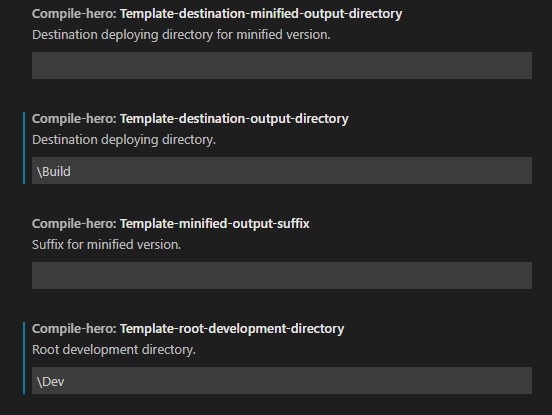 Compile-hero: Template-destination-minified-output-directory
Destination deploying directory for minified version.
Compile-hero: Template-destination-output-directory
Destination deploying directory.
\Build
Compile-hero: Template-minified-output-suffix
Suffix for minified version.
Compile-hero: Template-root-development-directory
Root development directory.
\Dev